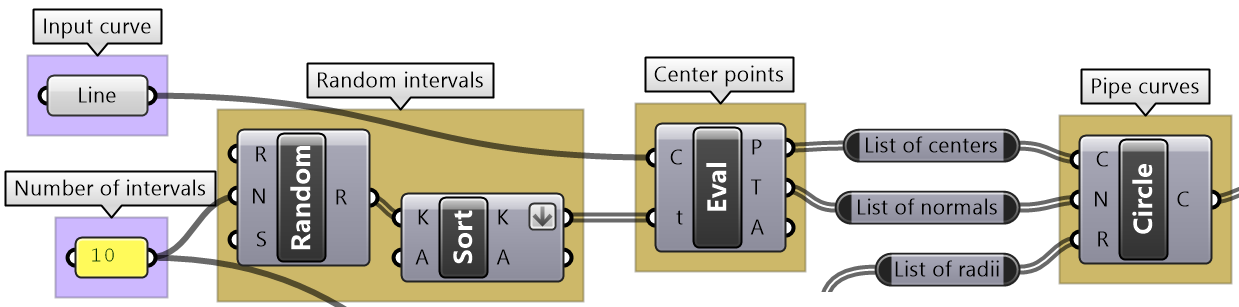 Input curve
Line
Number of intervals
10
Random intervals
R
N
S
Random
R
K
A
Sort
K
A
Center points
C
t
Eval
P
T
A
List of centers
List of normals
List of radii
Pipe curves
C
N
R
Circle
C